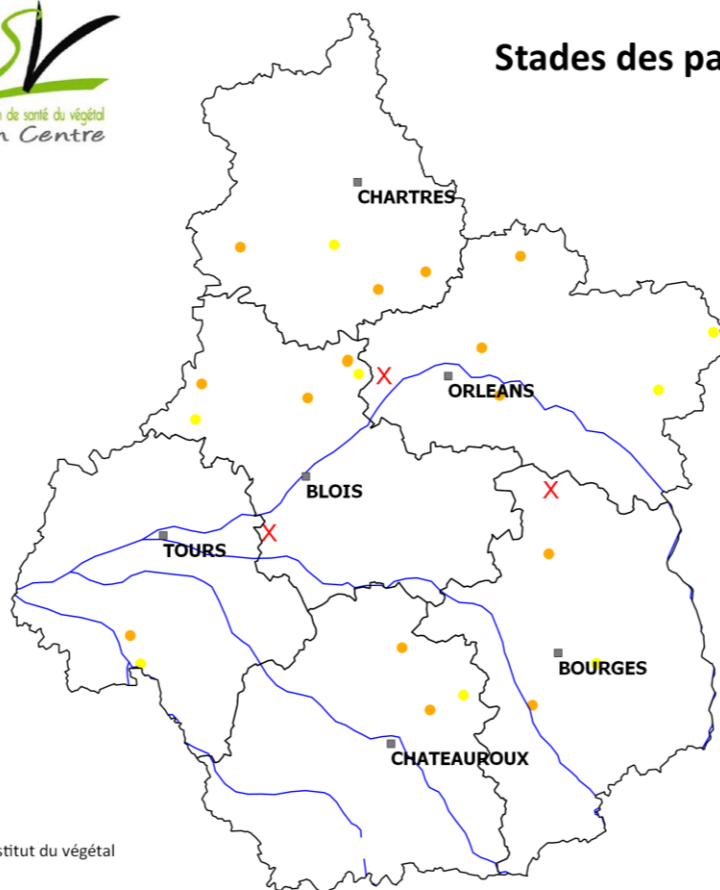 Stades des pa
SV
n de santé du végétal
n Centre
CHARTRES
X
ORLEANS
BLOIS
X
X
TOURS
BOURGES
CHATEAUROUX
stitut du végétal